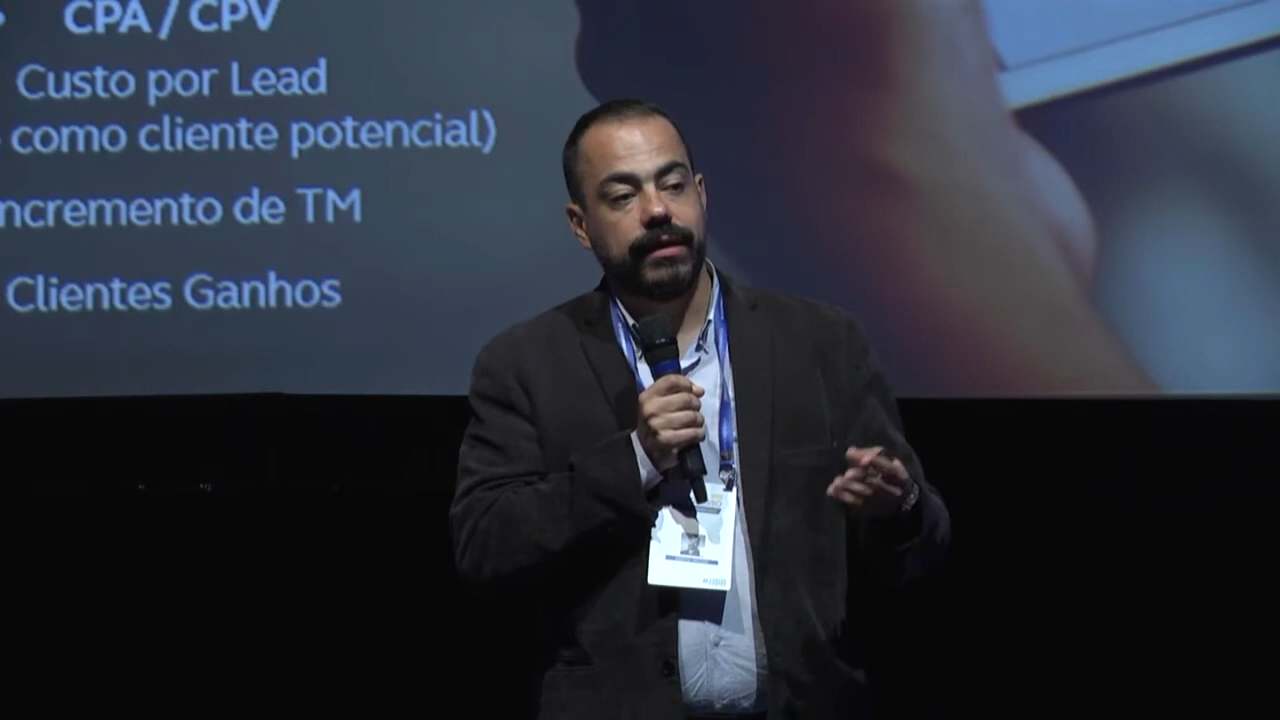 CPA / CPV
Custo por Lead
como cliente potencial)
ncremento de TM
Clientes Ganhos